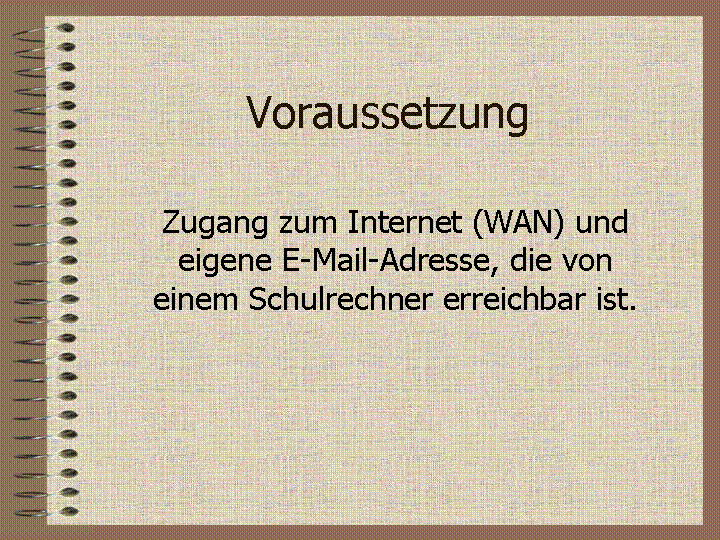 Voraussetzung
Zugang zum Internet (WAN) und
eigene E-Mail-Adresse, die von
einem Schulrechner erreichbar ist.